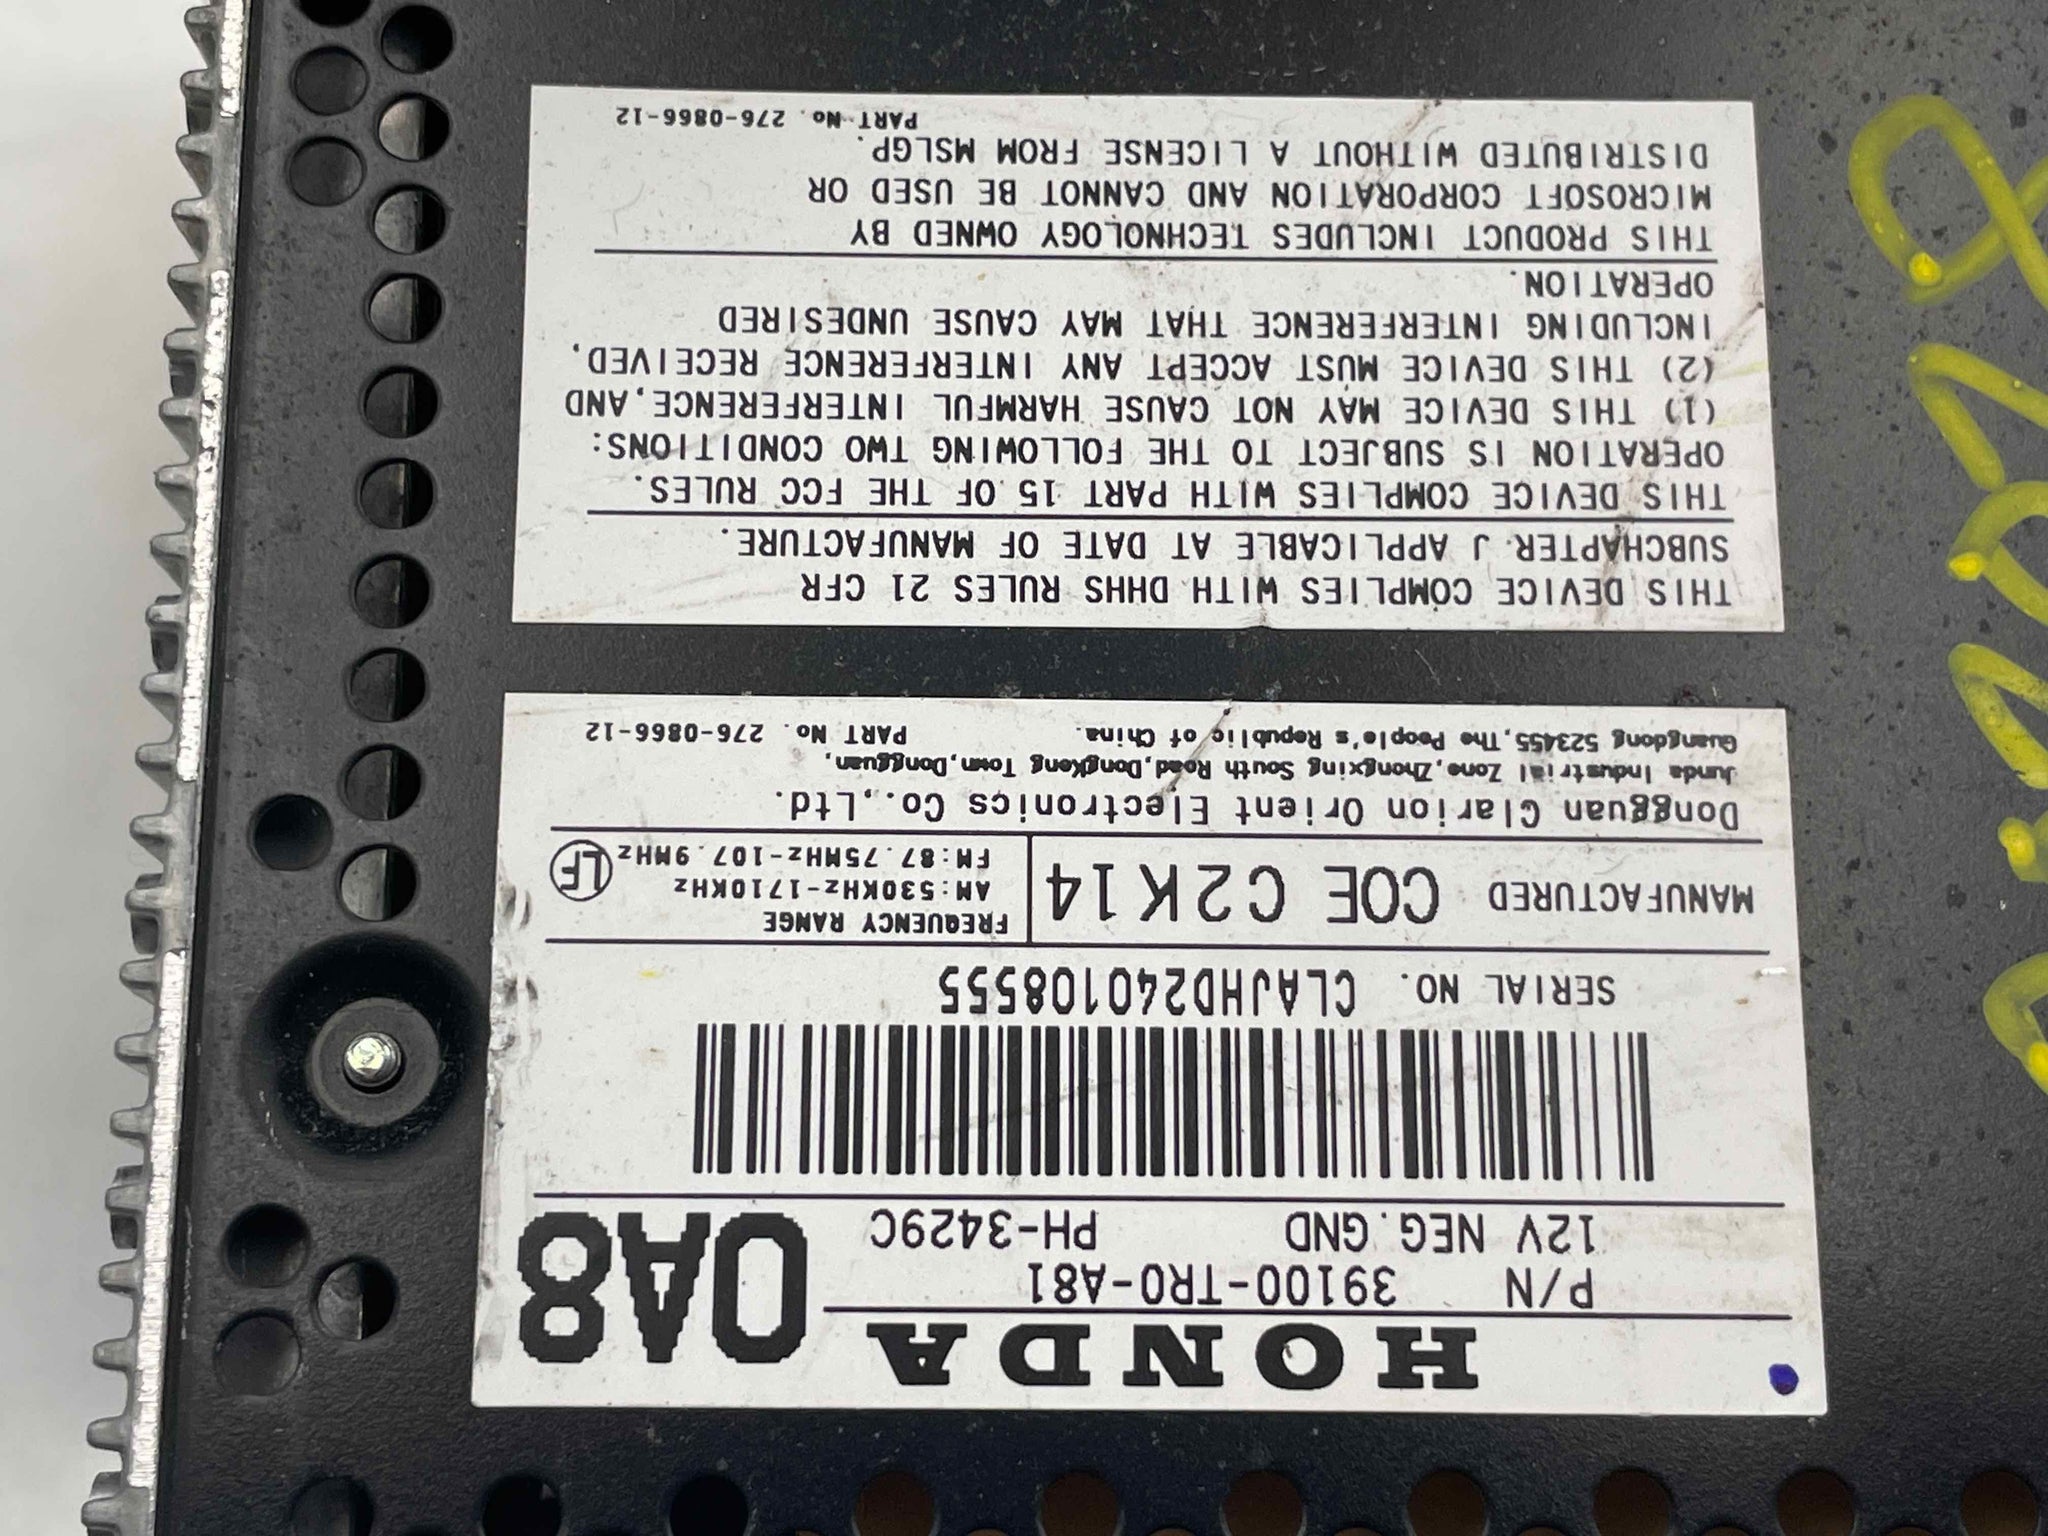 HONDA
0A8
P/N 39100-TR0-A81
12V NEG.GND PH-3429C
SERIAL NO. CLAJHD240108555
MANUFACTURED COE C2K14
FREQUENCY RANGE
AM:530KHz-1710KHz
FM:87.75MHz-107.9MHz
LF
Dongguan Clarion Orient Electronics Co.,Ltd.
Junda Industrial Zone,Zhongxing South Road,DongKeng Town,Dongguan,
Guangdong 523455,The People's Republic of China.
PART No. 276-0866-12
THIS DEVICE COMPLIES WITH DHHS RULES 21 CFR
SUBCHAPTER J APPLICABLE AT DATE OF MANUFACTURE.
THIS DEVICE COMPLIES WITH PART 15 OF THE FCC RULES.
OPERATION IS SUBJECT TO THE FOLLOWING TWO CONDITIONS:
(1) THIS DEVICE MAY NOT CAUSE HARMFUL INTERFERENCE,AND
(2) THIS DEVICE MUST ACCEPT ANY INTERFERENCE RECEIVED,
INCLUDING INTERFERENCE THAT MAY CAUSE UNDESIRED
OPERATION.
THIS PRODUCT INCLUDES TECHNOLOGY OWNED BY
MICROSOFT CORPORATION AND CANNOT BE USED OR
DISTRIBUTED WITHOUT A LICENSE FROM MSLGP.
PART No. 276-0866-12